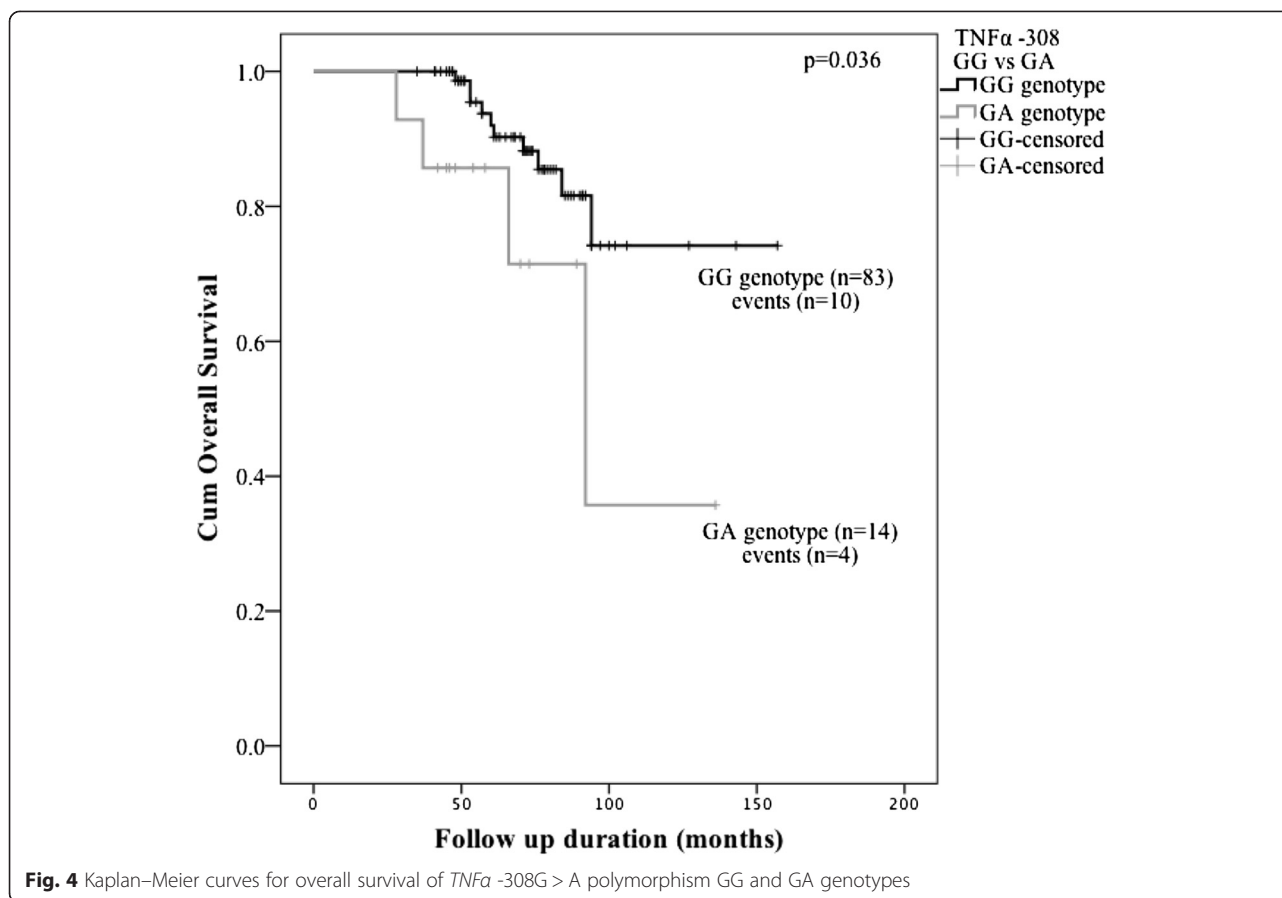 TNFα -308
GG vs GA
GG genotype
GA genotype
GG-censored
GA-censored
p=0.036
1.0
0.8
0.6
0.4
0.2
0.0
Cum Overall Survival
GG genotype (n=83)
events (n=10)
GA genotype (n=14)
events (n=4)
0
50
100
150
200
Follow up duration (months)
Fig. 4 Kaplan–Meier curves for overall survival of TNFα -308G > A polymorphism GG and GA genotypes